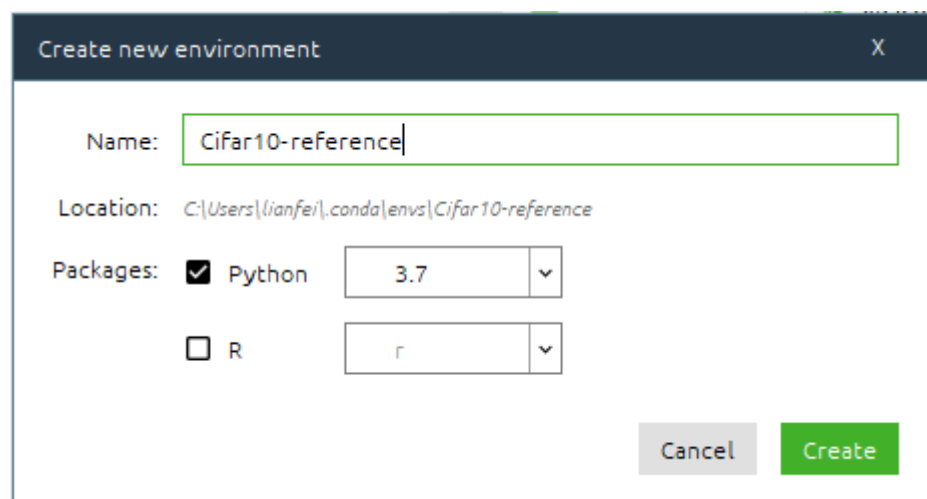 Create new environment X
Name: Cifar10-reference
Location: C:\Users\lianfei\.conda\envs\Cifar10-reference
Packages: Python 3.7
R r
Cancel Create